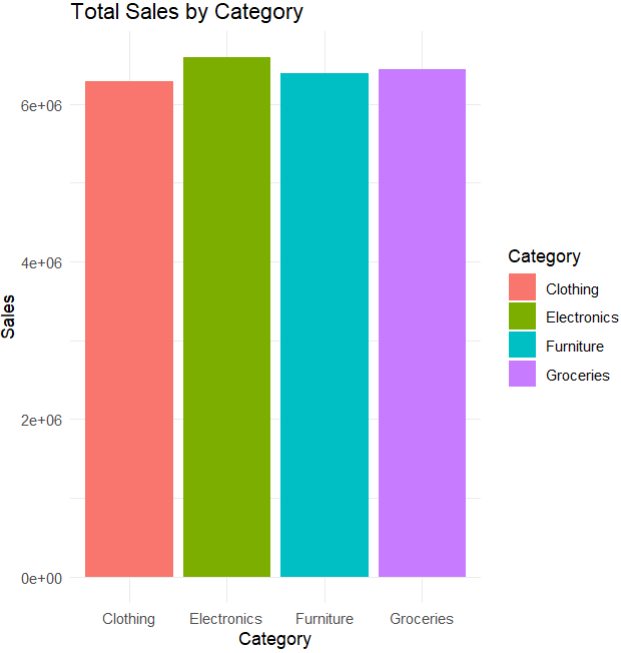 Total Sales by Category
6e+06
4e+06
2e+06
0e+00
Sales
Clothing
Electronics
Furniture
Groceries
Category
Category
Clothing
Electronics
Furniture
Groceries